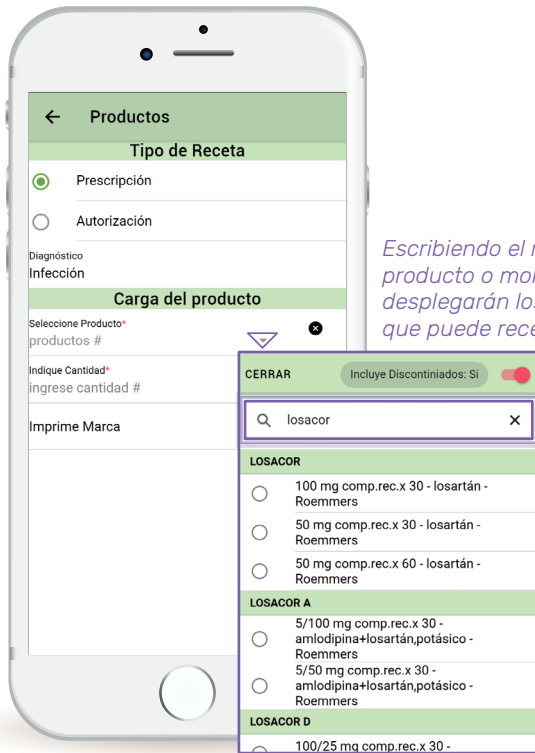 Productos
Tipo de Receta
Prescripción
Autorización
Diagnóstico
Infección
Carga del producto
Seleccione Producto*
productos #
Indique Cantidad*
ingrese cantidad #
Imprime Marca
Escribiendo el
producto o
desplegarán
que puede
CERRAR
Incluye Discontiniados: Si
losacor
LOSACOR
100 mg comp.rec.x 30 - losartán -
Roemmers
50 mg comp.rec.x 30 - losartán -
Roemmers
50 mg comp.rec.x 60 - losartán -
Roemmers
LOSACOR A
5/100 mg comp.rec.x 30 -
amlodipina+losartán,potásico -
Roemmers
5/50 mg comp.rec.x 30 -
amlodipina+losartán,potásico -
Roemmers
LOSACOR D
100/25 mg comp.rec.x 30 -